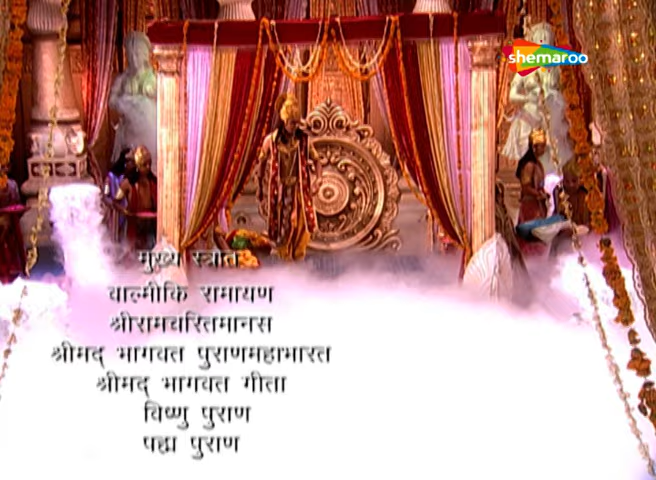 shemaroo
मुख्य स्त्रोत
वाल्मीकि रामायण
श्रीरामचरितमानस
श्रीमद् भागवत पुराणमहाभारत
श्रीमद् भागवत गीता
विष्णु पुराण
पद्म पुराण